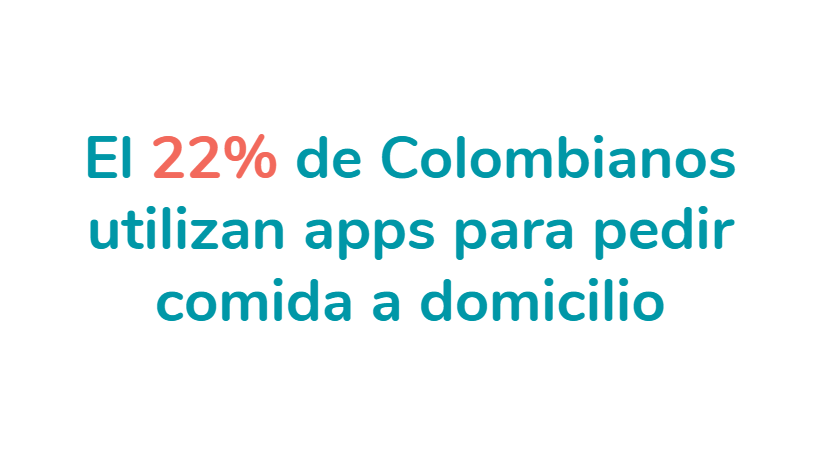 El 22% de Colombianos
utilizan apps para pedir
comida a domicilio